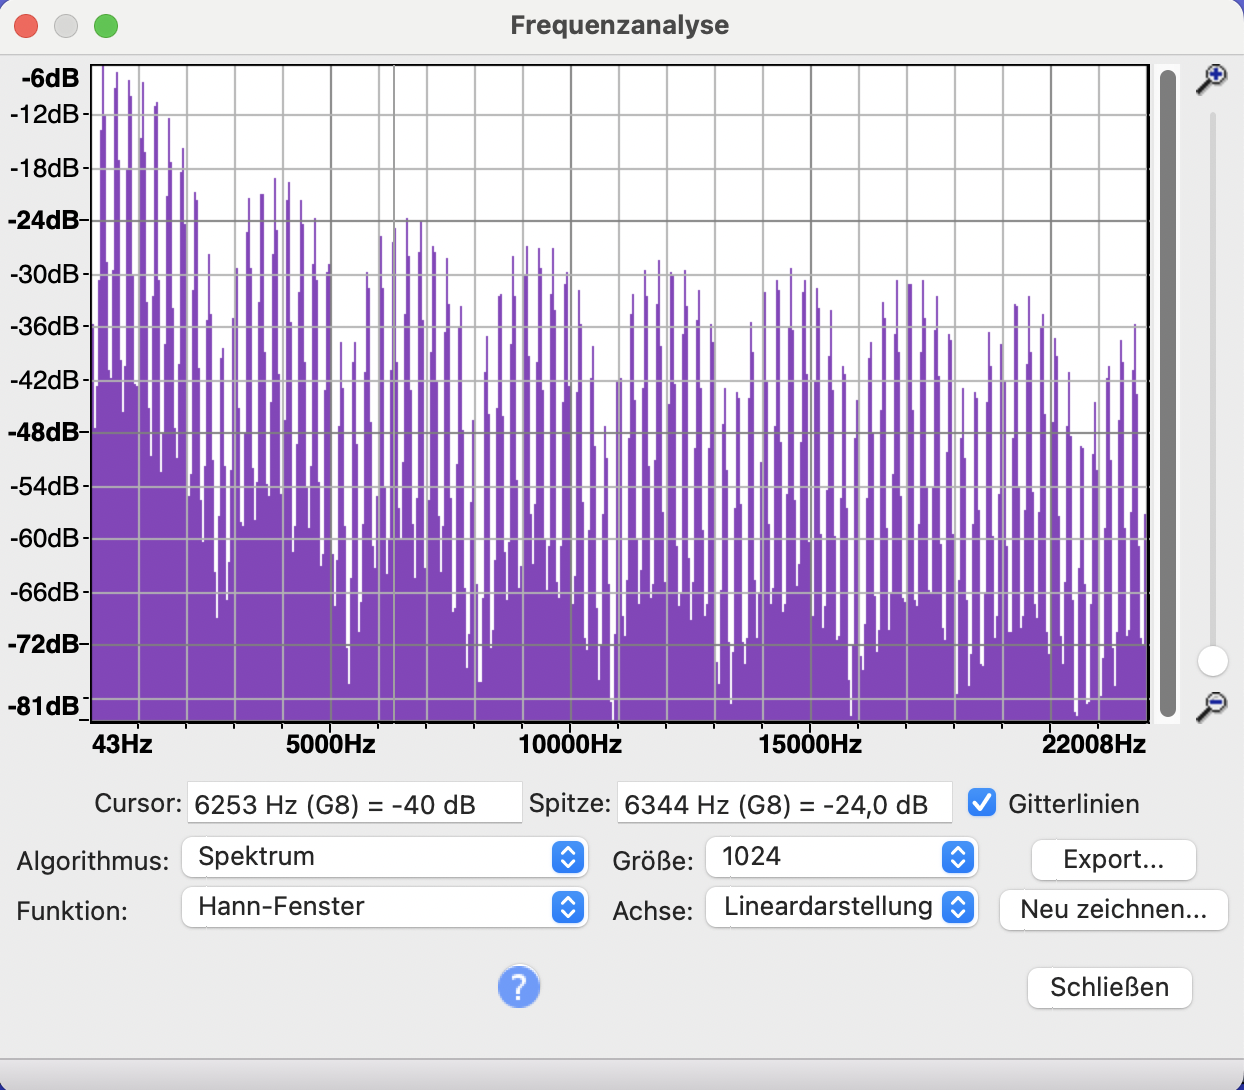 Frequenzanalyse
-6dB
-12dB
-18dB
-24dB
-30dB
-36dB
-42dB
-48dB
-54dB
-60dB
-66dB
-72dB
-81dB
43Hz 5000Hz 10000Hz 15000Hz 22008Hz
Cursor: 6253 Hz (G8) = -40 dB Spitze: 6344 Hz (G8) = -24,0 dB Gitterlinien
Algorithmus: Spektrum Größe: 1024 Export...
Funktion: Hann-Fenster Achse: Lineardarstellung Neu zeichnen...
?
Schließen